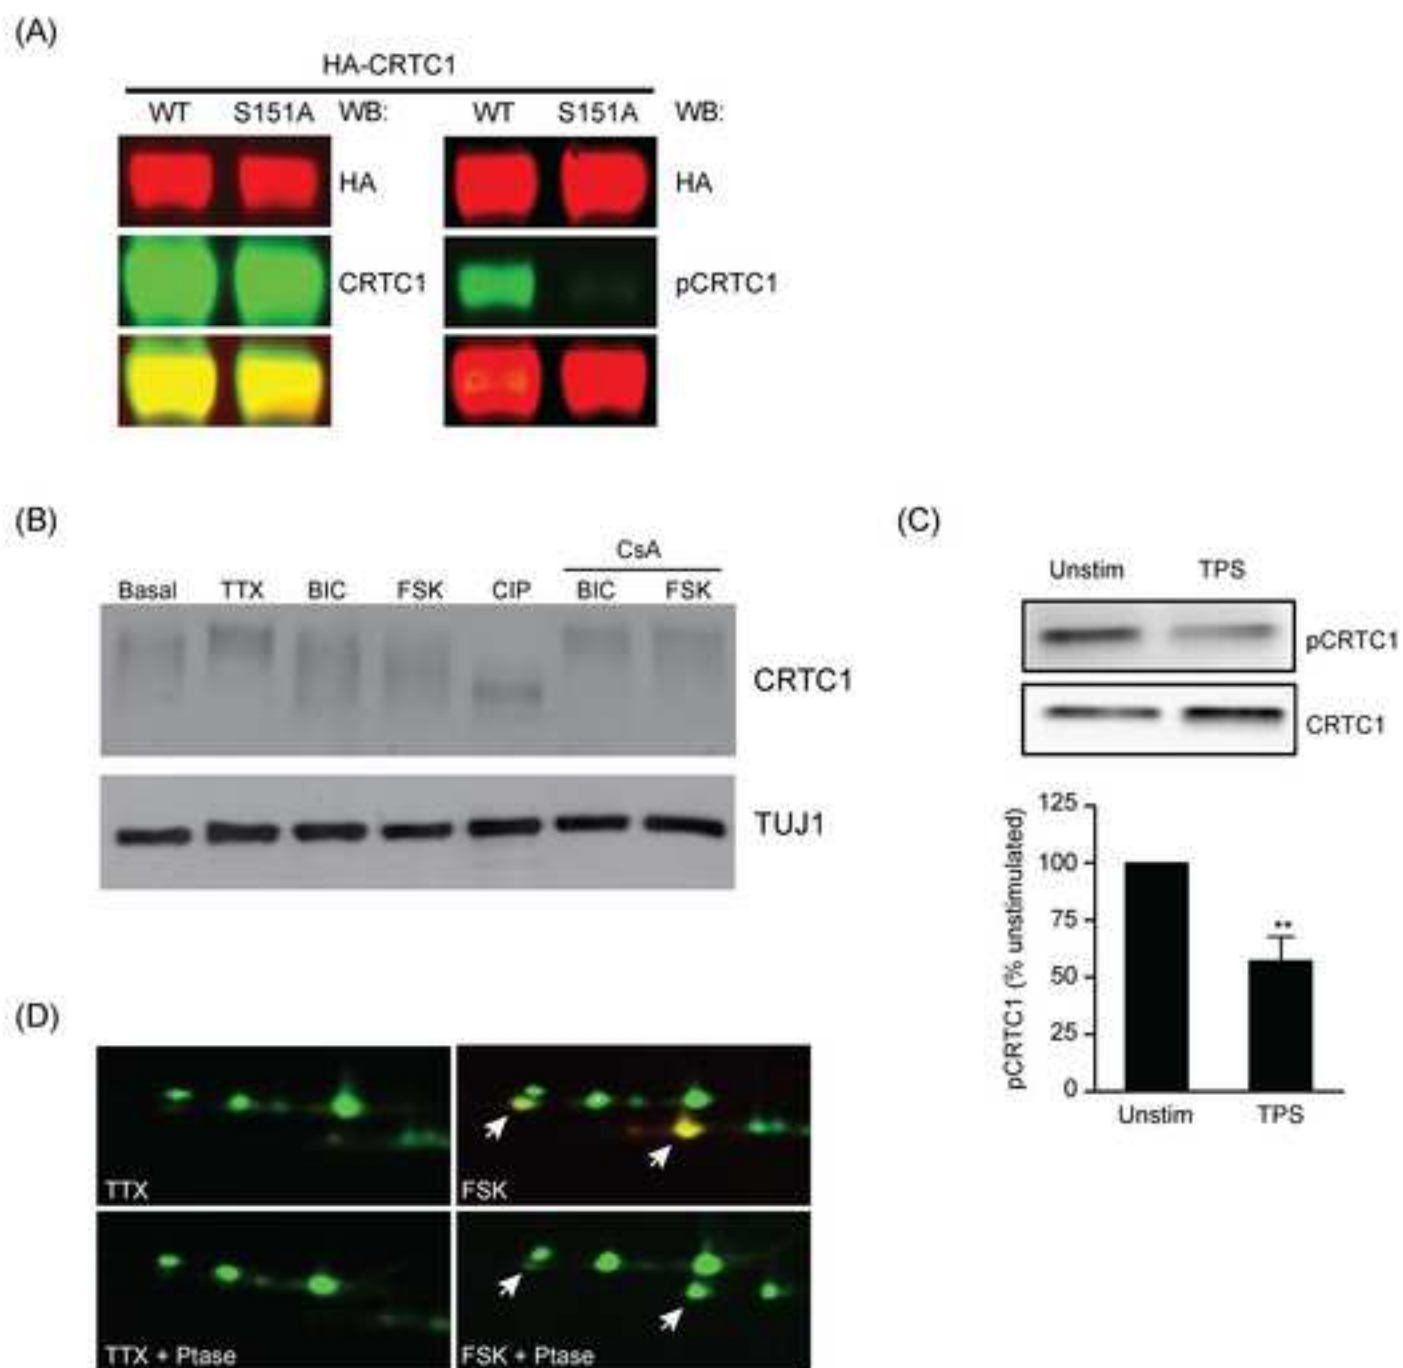 (A)
HA-CRTC1
WT S151A WB: WT S151A WB:
HA HA
CRTC1 pCRTC1
(B)
CsA
Basal TTX BIC FSK CIP BIC FSK
CRTC1
TUJ1
(C)
Unstim TPS
pCRTC1
CRTC1
pCRTC1 (% unstimulated)
125
100
75
50
25
0
**
Unstim TPS
(D)
TTX FSK
TTX + Ptase FSK + Ptase